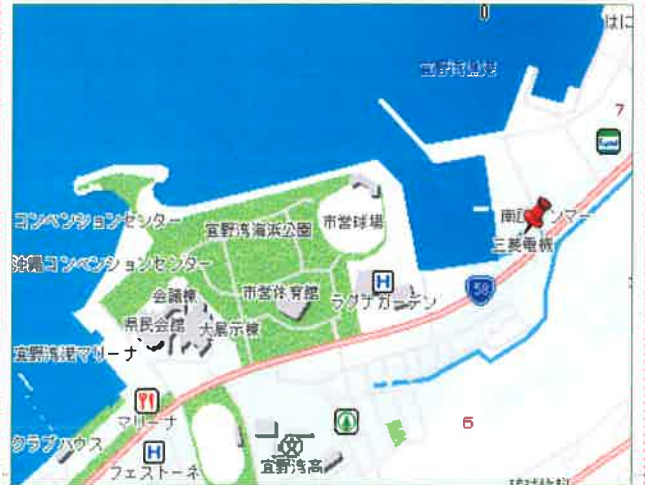 はに
宜野湾漁港
7
コンベンションセンター
宜野湾海浜公園
市営球場
三菱電機
沖縄コンベンションセンター
会議棟
市営体育館
H
ラグナガーデン
58
県民会館
大展示棟
宜野湾港マリーナ
マリーナ
6
クラブハウス
H
フェストーネ
宜野湾高